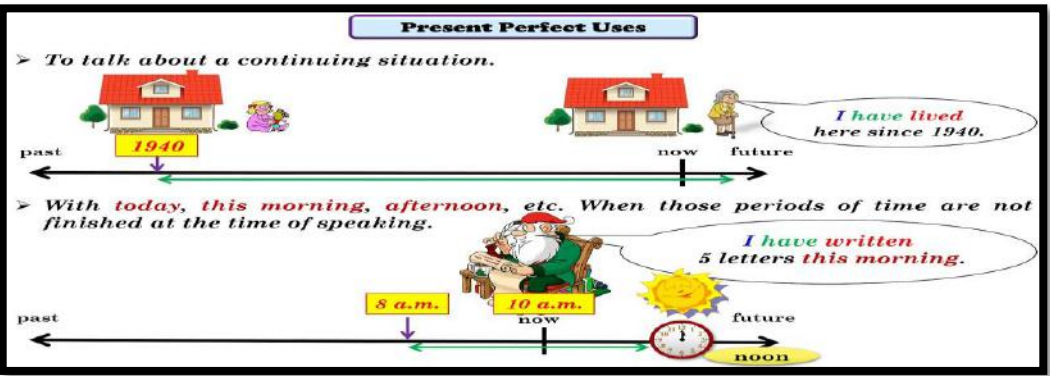 Present Perfect Uses
➢ To talk about a continuing situation.
I have lived
here since 1940.
past
1940
now
future
➢ With today, this morning, afternoon, etc. When those periods of time are not
finished at the time of speaking.
I have written
5 letters this morning.
8 a.m.
10 a.m.
past
now
future
noon